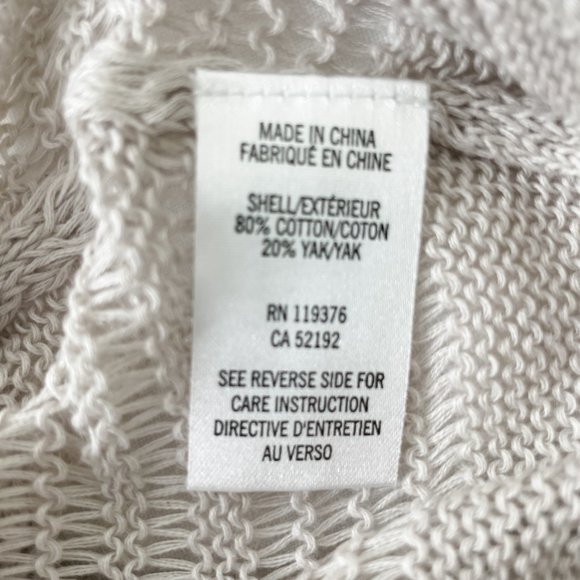 MADE IN CHINA
FABRIQUÉ EN CHINE
SHELL/EXTÉRIEUR
80% COTTON/COTON
20% YAK/YAK
RN 119376
CA 52192
SEE REVERSE SIDE FOR
CARE INSTRUCTION
DIRECTIVE D'ENTRETIEN
AU VERSO